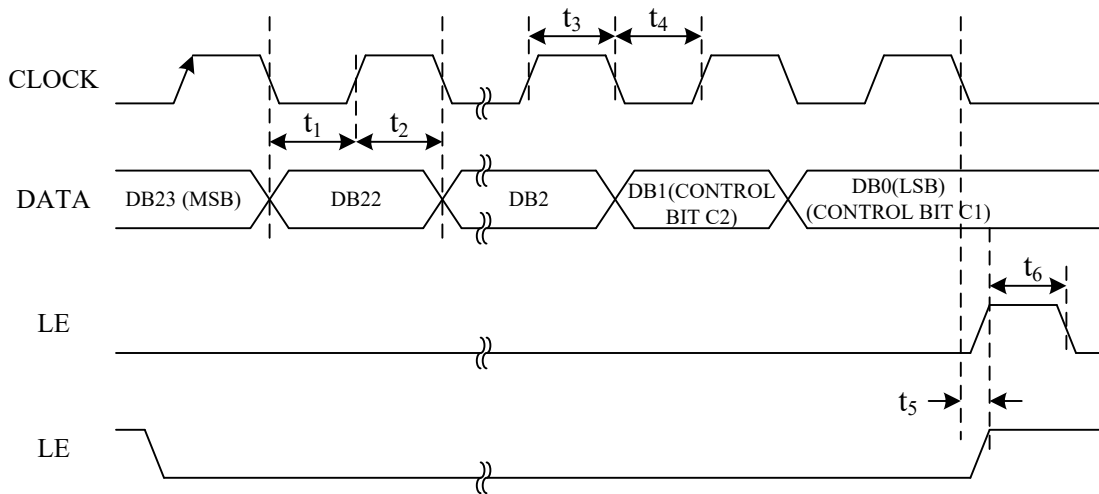 t₃
t₄
CLOCK
t₁
t₂
DATA
DB23 (MSB)
DB22
DB2
DB1(CONTROL
BIT C2)
DB0(LSB)
(CONTROL BIT C1)
t₆
LE
t₅
LE